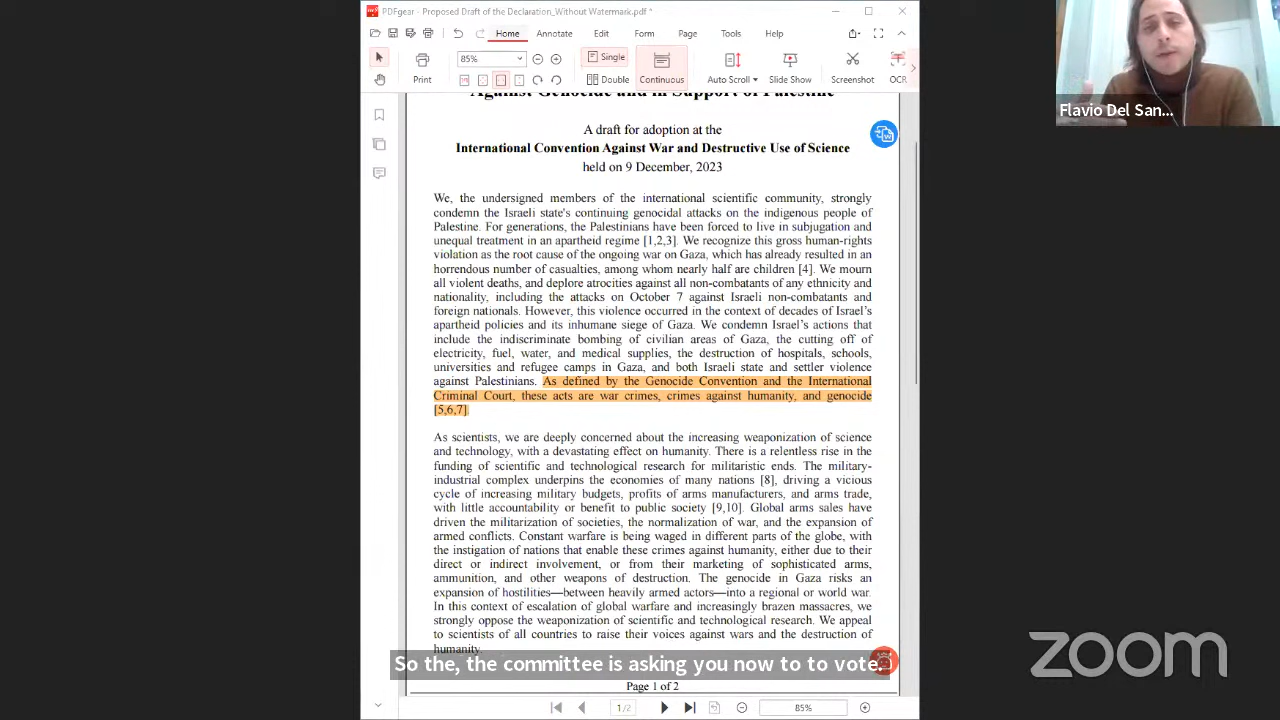 PDFgear - Proposed Draft of the Declaration_Without Watermark.pdf *
Home Annotate Edit Form Page Tools Help
85% Single
Print Double Continuous Auto Scroll Slide Show Screenshot OCR
Against Genocide and in Support of Palestine
A draft for adoption at the
International Convention Against War and Destructive Use of Science
held on 9 December, 2023
We, the undersigned members of the international scientific community, strongly
condemn the Israeli state's continuing genocidal attacks on the indigenous people of
Palestine. For generations, the Palestinians have been forced to live in subjugation and
unequal treatment in an apartheid regime [1,2,3]. We recognize this gross human-rights
violation as the root cause of the ongoing war on Gaza, which has already resulted in an
horrendous number of casualties, among whom nearly half are children [4]. We mourn
all violent deaths, and deplore atrocities against all non-combatants of any ethnicity and
nationality, including the attacks on October 7 against Israeli non-combatants and
foreign nationals. However, this violence occurred in the context of decades of Israel's
apartheid policies and its inhumane siege of Gaza. We condemn Israel's actions that
include the indiscriminate bombing of civilian areas of Gaza, the cutting off of
electricity, fuel, water, and medical supplies, the destruction of hospitals, schools,
universities and refugee camps in Gaza, and both Israeli state and settler violence
against Palestinians. As defined by the Genocide Convention and the International
Criminal Court, these acts are war crimes, crimes against humanity, and genocide
[5,6,7].
As scientists, we are deeply concerned about the increasing weaponization of science
and technology, with a devastating effect on humanity. There is a relentless rise in the
funding of scientific and technological research for militaristic ends. The military-
industrial complex underpins the economies of many nations [8], driving a vicious
cycle of increasing military budgets, profits of arms manufacturers, and arms trade,
with little accountability or benefit to public society [9,10]. Global arms sales have
driven the militarization of societies, the normalization of war, and the expansion of
armed conflicts. Constant warfare is being waged in different parts of the globe, with
the instigation of nations that enable these crimes against humanity, either due to their
direct or indirect involvement, or from their marketing of sophisticated arms,
ammunition, and other weapons of destruction. The genocide in Gaza risks an
expansion of hostilities—between heavily armed actors—into a regional or world war.
In this context of escalation of global warfare and increasingly brazen massacres, we
strongly oppose the weaponization of scientific and technological research. We appeal
to scientists of all countries to raise their voices against wars and the destruction of
humanity.
So the, the committee is asking you now to to vote.
Page 1 of 2
1/2 85%
Flavio Del San...
zoom